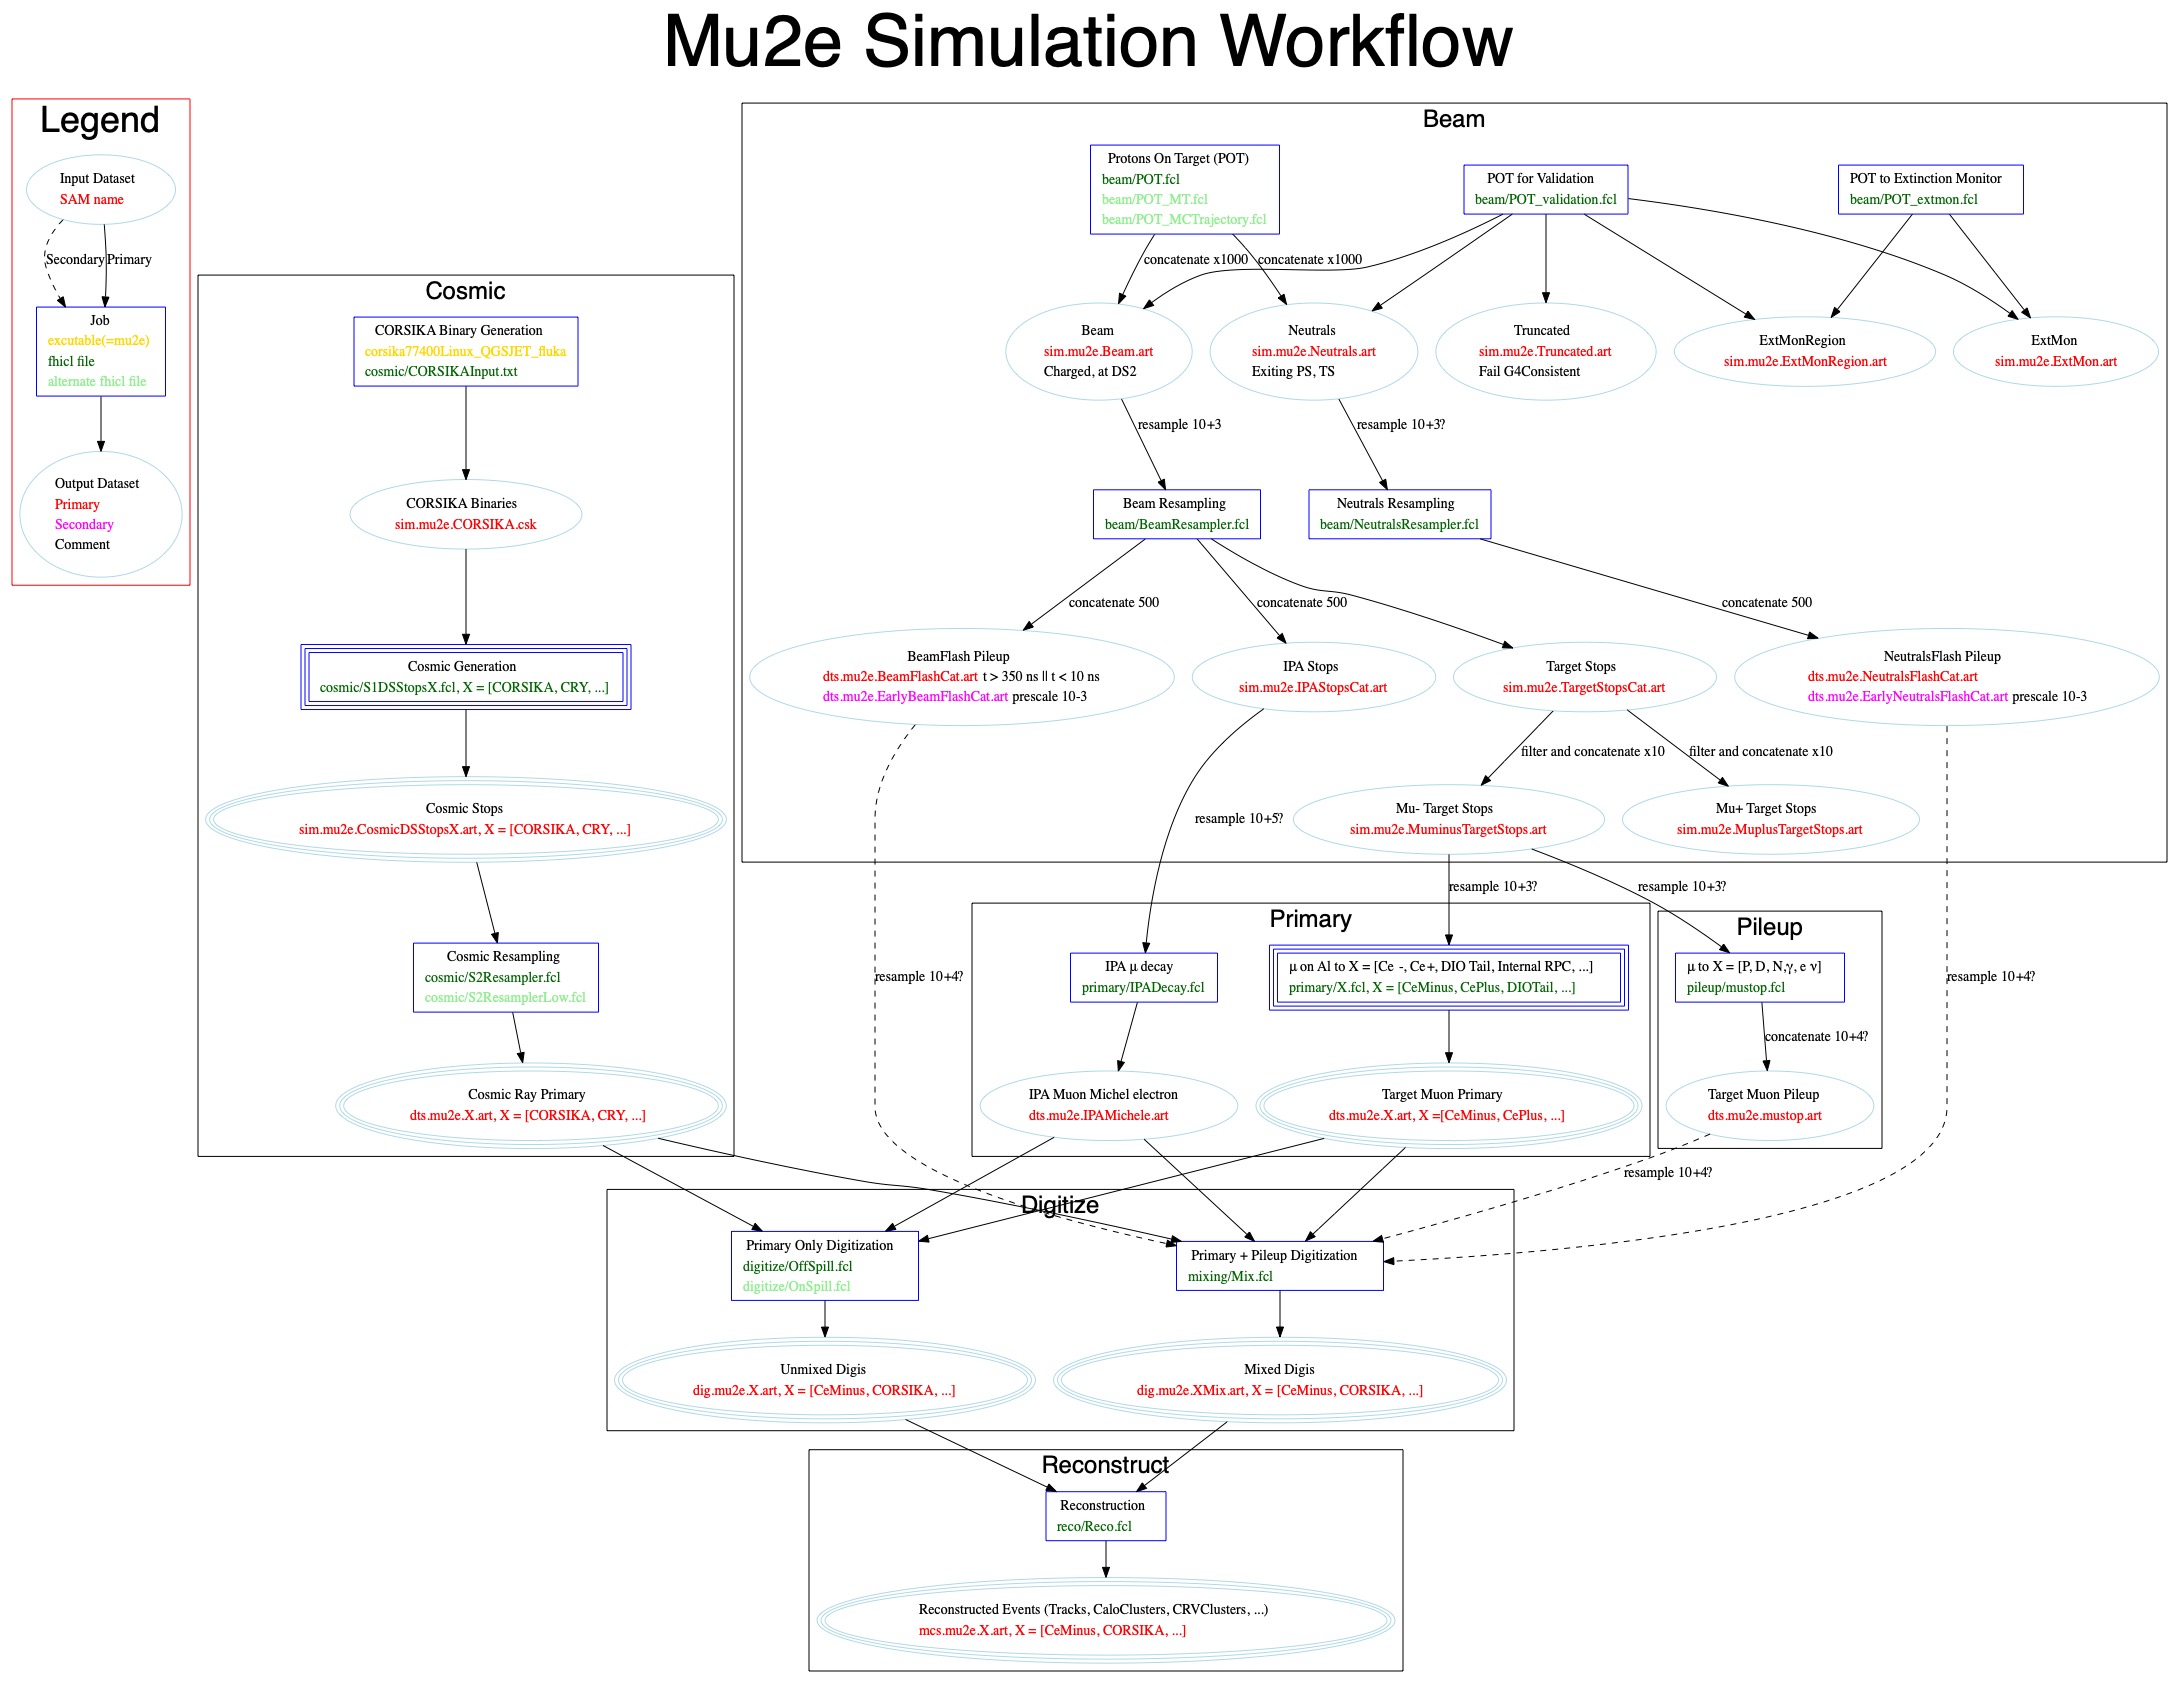 Mu2e Simulation Workflow
Legend
Input Dataset
SAM name
Secondary
Primary
Job
excutable(=mu2e)
fhicl file
alternate fhicl file
Output Dataset
Primary
Secondary
Comment
Cosmic
CORSIKA Binary Generation
corsika77400Linux_QGSJET_fluka
cosmic/CORSIKAInput.txt
CORSIKA Binaries
sim.mu2e.CORSIKA.csk
Cosmic Generation
cosmic/S1DSStopsX.fcl, X = [CORSIKA, CRY, ...]
Cosmic Stops
sim.mu2e.CosmicDSStopsX.art, X = [CORSIKA, CRY, ...]
Cosmic Resampling
cosmic/S2Resampler.fcl
cosmic/S2ResamplerLow.fcl
Cosmic Ray Primary
dts.mu2e.X.art, X = [CORSIKA, CRY, ...]
Beam
Protons On Target (POT)
beam/POT.fcl
beam/POT_MT.fcl
beam/POT_MCTrajectory.fcl
POT for Validation
beam/POT_validation.fcl
POT to Extinction Monitor
beam/POT_extmon.fcl
concatenate x1000
concatenate x1000
Beam
sim.mu2e.Beam.art
Charged, at DS2
Neutrals
sim.mu2e.Neutrals.art
Exiting PS, TS
Truncated
sim.mu2e.Truncated.art
Fail G4Consistent
ExtMonRegion
sim.mu2e.ExtMonRegion.art
ExtMon
sim.mu2e.ExtMon.art
resample 10+3
resample 10+3?
Beam Resampling
beam/BeamResampler.fcl
Neutrals Resampling
beam/NeutralsResampler.fcl
concatenate 500
concatenate 500
concatenate 500
BeamFlash Pileup
dts.mu2e.BeamFlashCat.art t > 350 ns || t < 10 ns
dts.mu2e.EarlyBeamFlashCat.art prescale 10-3
IPA Stops
sim.mu2e.IPAStopsCat.art
Target Stops
sim.mu2e.TargetStopsCat.art
NeutralsFlash Pileup
dts.mu2e.NeutralsFlashCat.art
dts.mu2e.EarlyNeutralsFlashCat.art prescale 10-3
filter and concatenate x10
filter and concatenate x10
resample 10+5?
Mu- Target Stops
sim.mu2e.MuminusTargetStops.art
Mu+ Target Stops
sim.mu2e.MuplusTargetStops.art
resample 10+3?
resample 10+3?
resample 10+4?
resample 10+4?
Primary
IPA μ decay
primary/IPADecay.fcl
μ on Al to X = [Ce -, Ce+, DIO Tail, Internal RPC, ...]
primary/X.fcl, X = [CeMinus, CePlus, DIOTail, ...]
IPA Muon Michel electron
dts.mu2e.IPAMichele.art
Target Muon Primary
dts.mu2e.X.art, X =[CeMinus, CePlus, ...]
Pileup
μ to X = [P, D, N,γ, e ν]
pileup/mustop.fcl
concatenate 10+4?
Target Muon Pileup
dts.mu2e.mustop.art
resample 10+4?
Digitize
Primary Only Digitization
digitize/OffSpill.fcl
digitize/OnSpill.fcl
Primary + Pileup Digitization
mixing/Mix.fcl
Unmixed Digis
dig.mu2e.X.art, X = [CeMinus, CORSIKA, ...]
Mixed Digis
dig.mu2e.XMix.art, X = [CeMinus, CORSIKA, ...]
Reconstruct
Reconstruction
reco/Reco.fcl
Reconstructed Events (Tracks, CaloClusters, CRVClusters, ...)
mcs.mu2e.X.art, X = [CeMinus, CORSIKA, ...]